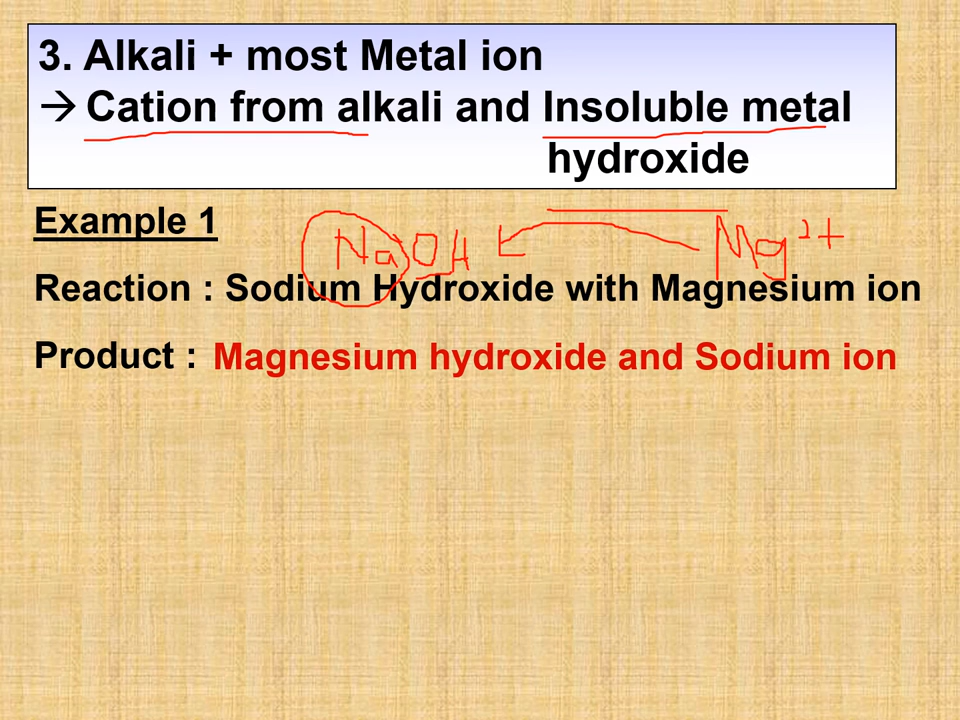 3. Alkali + most Metal ion
→ Cation from alkali and Insoluble metal
hydroxide
Example 1
NaOH Mg²⁺
Reaction : Sodium Hydroxide with Magnesium ion
Product : Magnesium hydroxide and Sodium ion